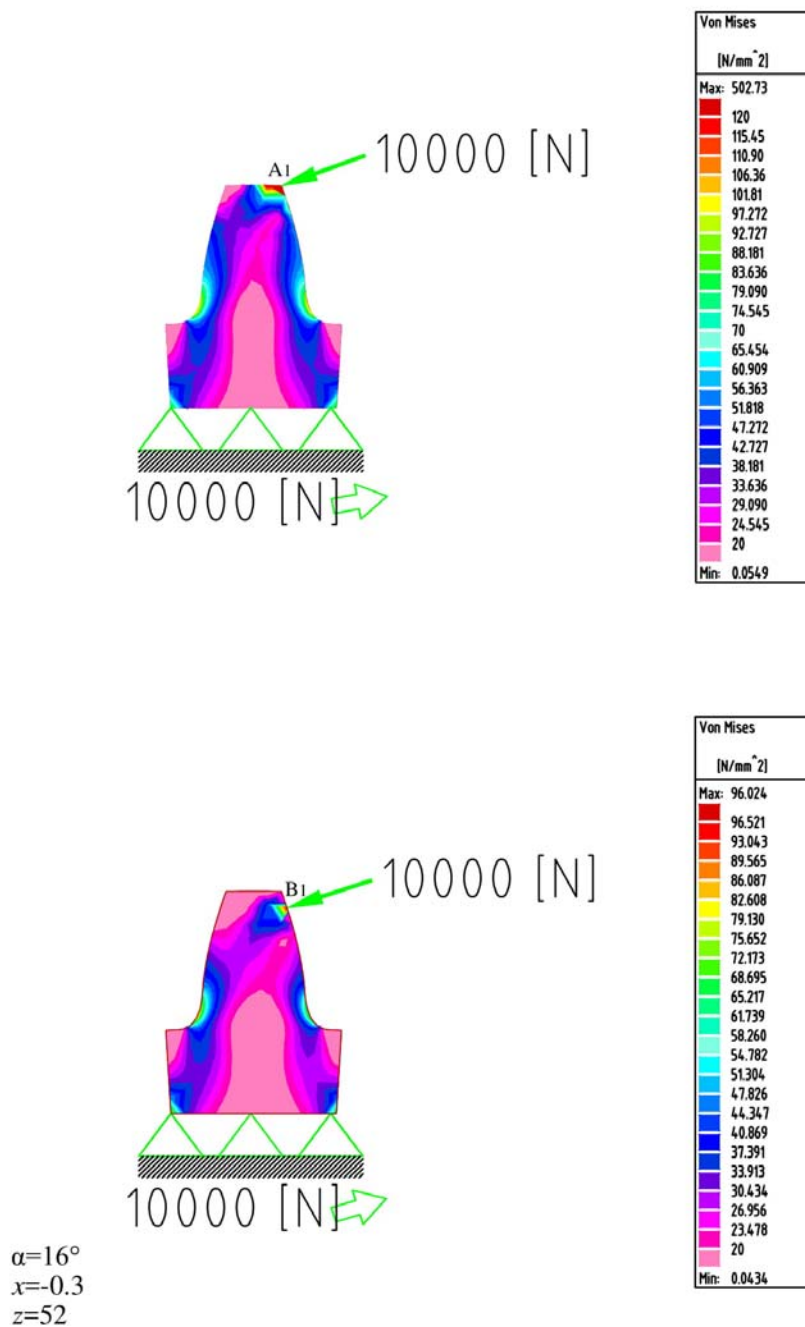 Von Mises
[N/mm^2]
Max: 502.73
120
115.45
110.90
106.36
101.81
97.272
92.727
88.181
83.636
79.090
74.545
70
65.454
60.909
56.363
51.818
47.272
42.727
38.181
33.636
29.090
24.545
20
Min: 0.0549
A1
10000 [N]
10000 [N]
Von Mises
[N/mm^2]
Max: 96.024
96.521
93.043
89.565
86.087
82.608
79.130
75.652
72.173
68.695
65.217
61.739
58.260
54.782
51.304
47.826
44.347
40.869
37.391
33.913
30.434
26.956
23.478
20
Min: 0.0434
B1
10000 [N]
10000 [N]
α=16°
x=-0.3
z=52